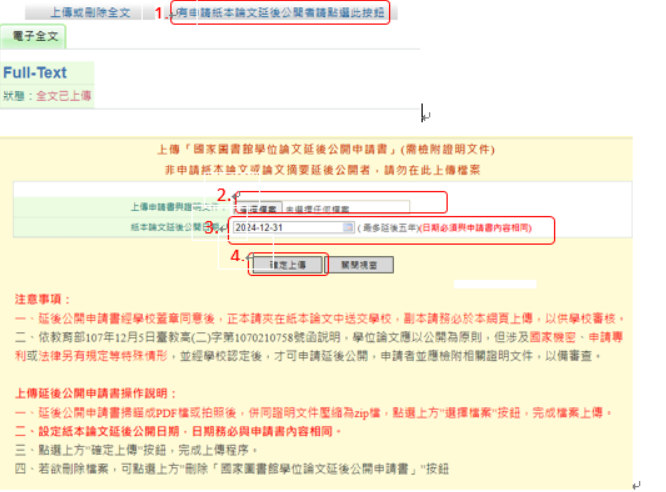 上傳或刪除全文 1. 有申請紙本論文延後公開者請點選此按鈕
電子全文
Full-Text
狀態：全文已上傳
上傳「國家圖書館學位論文延後公開申請書」(需檢附證明文件)
非申請紙本論文或論文摘要延後公開者，請勿在此上傳檔案
2.
上傳申請書與證明文件： 選擇檔案 未選擇任何檔案
紙本論文延後公開日期： 3. 2024-12-31 (最多延後五年)(日期必須與申請書內容相同)
4. 確定上傳 關閉視窗
注意事項：
一、延後公開申請書經學校蓋章同意後，正本請夾在紙本論文中送交學校，副本請務必於本網頁上傳，以供學校審核。
二、依教育部107年12月5日臺教高(二)字第1070210758號函說明，學位論文應以公開為原則，但涉及國家機密、申請專
利或法律另有規定等特殊情形，並經學校認定後，才可申請延後公開，申請者並應檢附相關證明文件，以備審查。
上傳延後公開申請書操作說明：
一、延後公開申請書掃描成PDF檔或拍照後，併同證明文件壓縮為zip檔，點選上方"選擇檔案"按鈕，完成檔案上傳。
二、設定紙本論文延後公開日期，日期務必與申請書內容相同。
三、點選上方"確定上傳"按鈕，完成上傳程序。
四、若欲刪除檔案，可點選上方"刪除「國家圖書館學位論文延後公開申請書」"按鈕